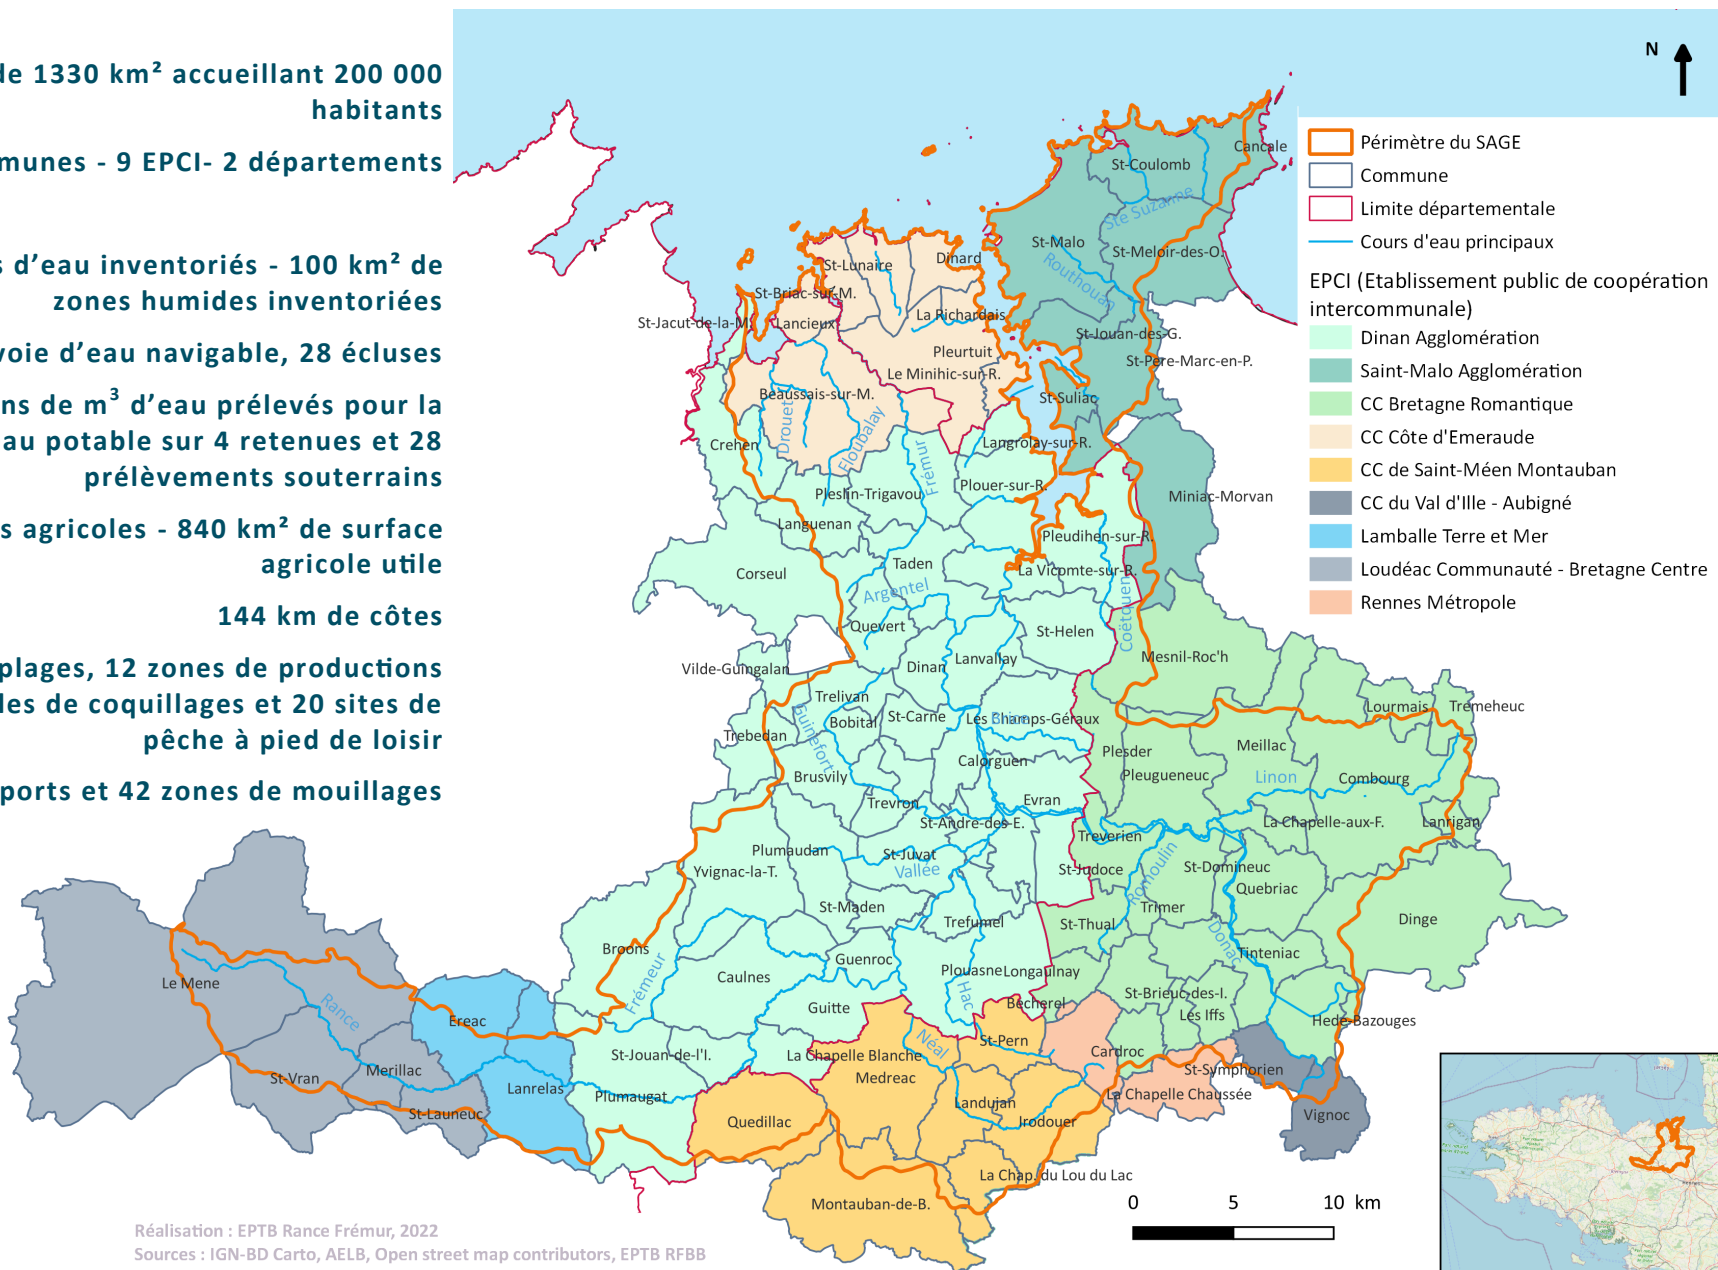 de 1330 km² accueillant 200 000
habitants
munes - 9 EPCI- 2 départements
s d’eau inventoriés - 100 km² de
zones humides inventoriées
voie d’eau navigable, 28 écluses
ns de m³ d’eau prélevés pour la
au potable sur 4 retenues et 28
prélèvements souterrains
s agricoles - 840 km² de surface
agricole utile
144 km de côtes
plages, 12 zones de productions
les de coquillages et 20 sites de
pêche à pied de loisir
ports et 42 zones de mouillages
N
Périmètre du SAGE
Commune
Limite départementale
Cours d'eau principaux
EPCI (Etablissement public de coopération
intercommunale)
Dinan Agglomération
Saint-Malo Agglomération
CC Bretagne Romantique
CC Côte d'Emeraude
CC de Saint-Méen Montauban
CC du Val d'Ille - Aubigné
Lamballe Terre et Mer
Loudéac Communauté - Bretagne Centre
Rennes Métropole
Cancale
St-Coulomb
Ste Suzanne
St-Malo
St-Meloir-des-O.
Routhouan
Dinard
St-Lunaire
St-Briac-sur-M.
St-Jacut-de-la-M.
Lancieux
La Richardais
St-Jouan-des-G.
Pleurtuit
St-Pere-Marc-en-P.
Le Minihic-sur-R.
Beaussais-sur-M.
St-Suliac
Drouet
Floubalay
Frémur
Crehen
Langrolay-sur-R.
Pleslin-Trigavou
Plouer-sur-R.
Miniac-Morvan
Languenan
Pleudihen-sur-R.
Corseul
Taden
La Vicomte-sur-R.
Argentel
Coëtquen
Quevert
St-Helen
Vilde-Guingalan
Dinan
Lanvallay
Mesnil-Roc'h
Trelivan
Guinefort
Bobital
St-Carne
Les Champs-Géraux
Lourmais
Tremeheuc
Trebedan
Plesder
Meillac
Calorguen
Brusvily
Pleugueneuc
Linon
Combourg
Trevron
Evran
St-Andre-des-E.
Treverien
La Chapelle-aux-F.
Lanrigan
Plumaudan
St-Juvat
Vallée
Yvignac-la-T.
St-Judoce
Romoulin
St-Domineuc
Quebriac
St-Maden
Trefumel
St-Thual
Trimer
Dinge
Broons
Donac
Tinteniac
Guenroc
Plouasne
Longaulnay
Caulnes
Le Mene
Frémeur
Hac
St-Brieuc-des-I.
Becherel
Les Iffs
Rance
Ereac
Guitte
Hede-Bazouges
Néal
St-Pern
Cardroc
St-Jouan-de-l'I.
La Chapelle Blanche
Medreac
St-Symphorien
St-Vran
Merillac
Lanrelas
Plumaugat
La Chapelle Chaussée
St-Launeuc
Quedillac
Landujan
Irodouer
Vignoc
La Chap. du Lou du Lac
Montauban-de-B.
0 5 10 km
Réalisation : EPTB Rance Frémur, 2022
Sources : IGN-BD Carto, AELB, Open street map contributors, EPTB RFBB